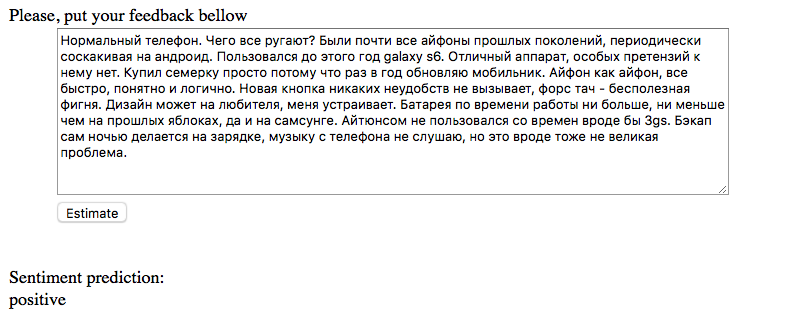 Please, put your feedback bellow
Нормальный телефон. Чего все ругают? Были почти все айфоны прошлых поколений, периодически
соскакивая на андроид. Пользовался до этого год galaxy s6. Отличный аппарат, особых претензий к
нему нет. Купил семерку просто потому что раз в год обновляю мобильник. Айфон как айфон, все
быстро, понятно и логично. Новая кнопка никаких неудобств не вызывает, форс тач - бесполезная
фигня. Дизайн может на любителя, меня устраивает. Батарея по времени работы ни больше, ни меньше
чем на прошлых яблоках, да и на самсунге. Айтюнсом не пользовался со времен вроде бы 3gs. Бэкап
сам ночью делается на зарядке, музыку с телефона не слушаю, но это вроде тоже не великая
проблема.
Estimate
Sentiment prediction:
positive